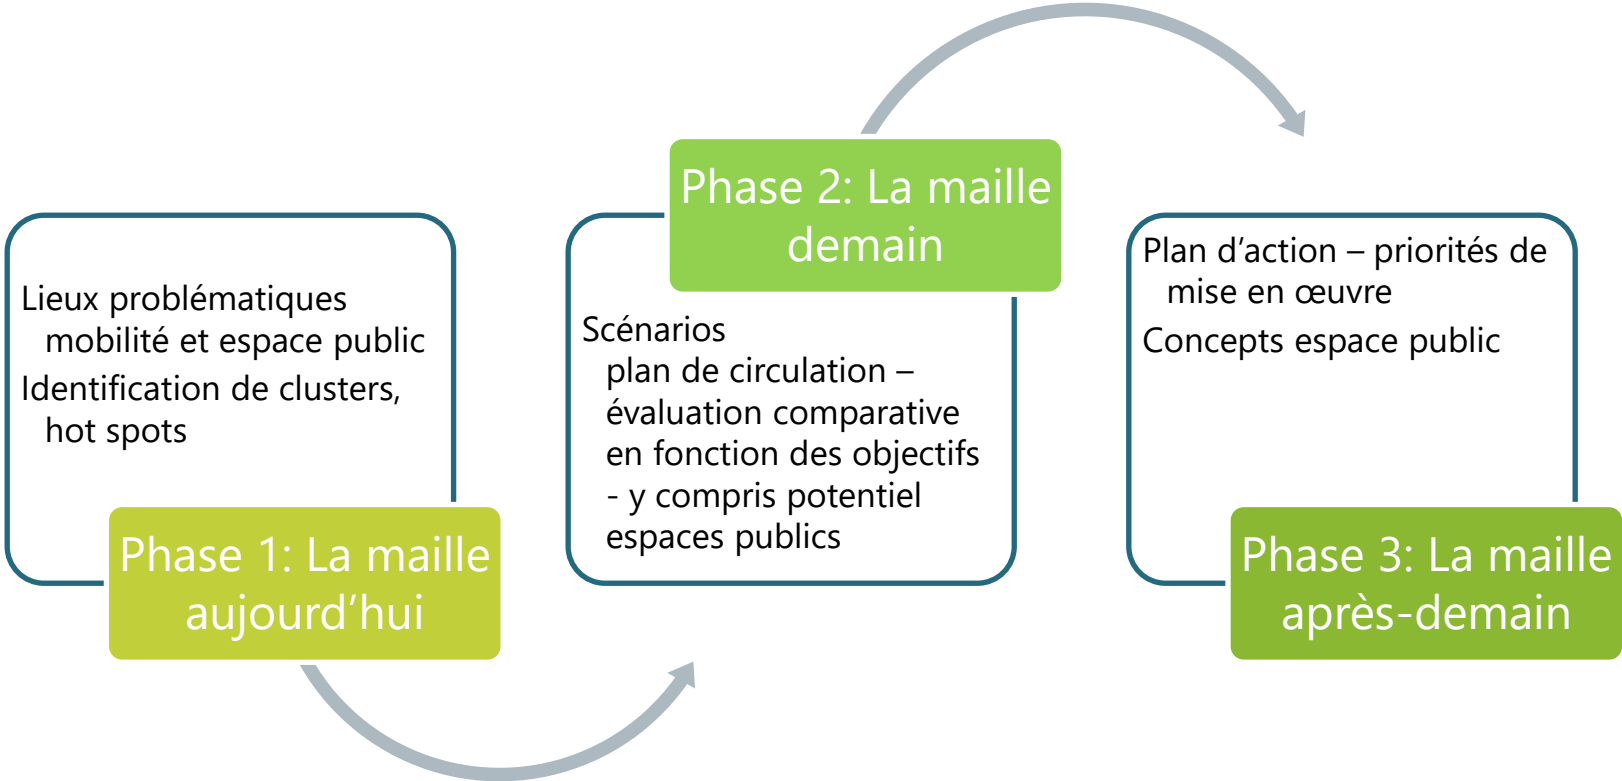 Lieux problématiques
mobilité et espace public
Identification de clusters,
hot spots
Phase 1: La maille
aujourd’hui
Phase 2: La maille
demain
Scénarios
plan de circulation –
évaluation comparative
en fonction des objectifs
- y compris potentiel
espaces publics
Plan d’action – priorités de
mise en œuvre
Concepts espace public
Phase 3: La maille
après-demain